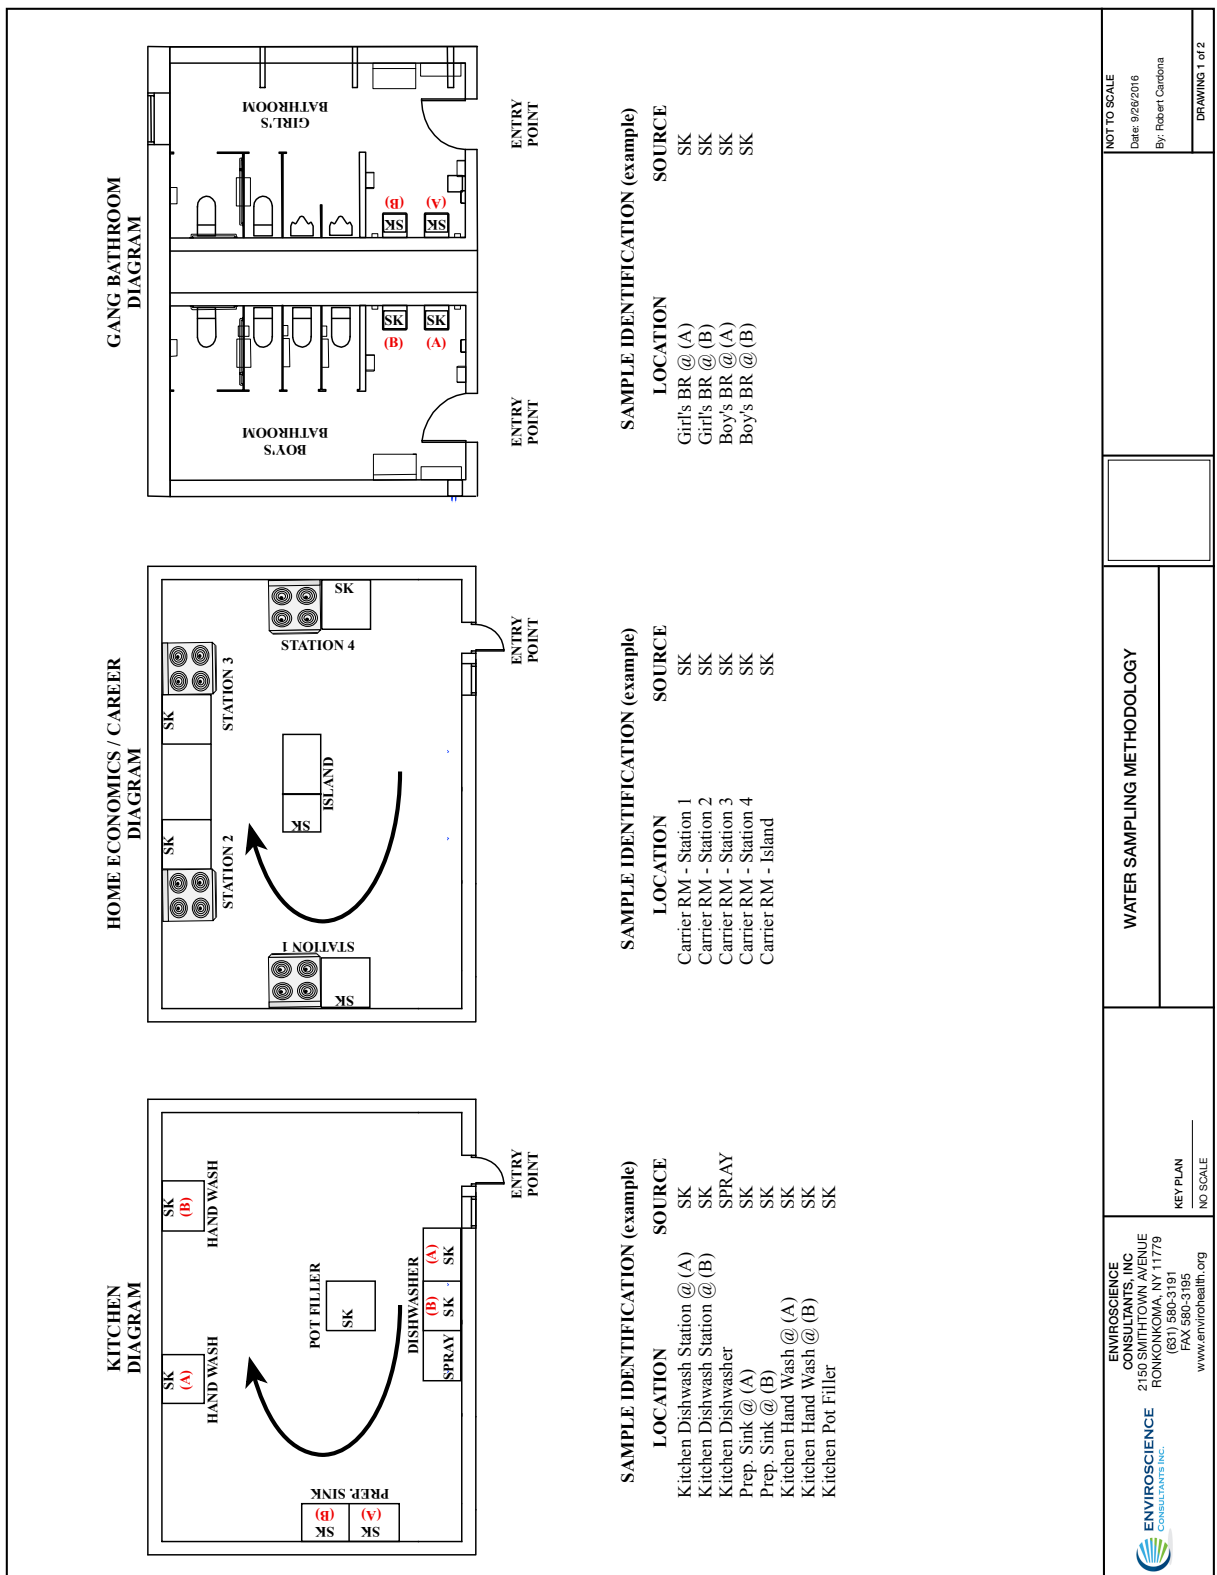 KITCHEN
DIAGRAM
SK
(A)
HAND WASH
SK
(B)
HAND WASH
POT FILLER
SK
PREP. SINK
SK
(B)
SK
(A)
DISHWASHER
SPRAY
(B)
SK
(A)
SK
ENTRY
POINT
SAMPLE IDENTIFICATION (example)
LOCATION SOURCE
Kitchen Dishwash Station @ (A) SK
Kitchen Dishwash Station @ (B) SK
Kitchen Dishwasher SPRAY
Prep. Sink @ (A) SK
Prep. Sink @ (B) SK
Kitchen Hand Wash @ (A) SK
Kitchen Hand Wash @ (B) SK
Kitchen Pot Filler SK
HOME ECONOMICS / CAREER
DIAGRAM
SK
STATION 2
SK
STATION 3
STATION 1
SK
SK
ISLAND
SK
STATION 4
ENTRY
POINT
SAMPLE IDENTIFICATION (example)
LOCATION SOURCE
Carrier RM - Station 1 SK
Carrier RM - Station 2 SK
Carrier RM - Station 3 SK
Carrier RM - Station 4 SK
Carrier RM - Island SK
GANG BATHROOM
DIAGRAM
BOY'S
BATHROOM
SK
(B)
SK
(A)
ENTRY
POINT
GIRL'S
BATHROOM
SK
(B)
SK
(A)
ENTRY
POINT
SAMPLE IDENTIFICATION (example)
LOCATION SOURCE
Girl's BR @ (A) SK
Girl's BR @ (B) SK
Boy's BR @ (A) SK
Boy's BR @ (B) SK
ENVIROSCIENCE
CONSULTANTS INC.
ENVIROSCIENCE
CONSULTANTS, INC
2150 SMITHTOWN AVENUE
RONKONKOMA, NY 11779
(631) 580-3191
FAX 580-3195
www.envirohealth.org
KEY PLAN
NO SCALE
WATER SAMPLING METHODOLOGY
NOT TO SCALE
Date: 9/26/2016
By: Robert Cardona
DRAWING 1 of 2